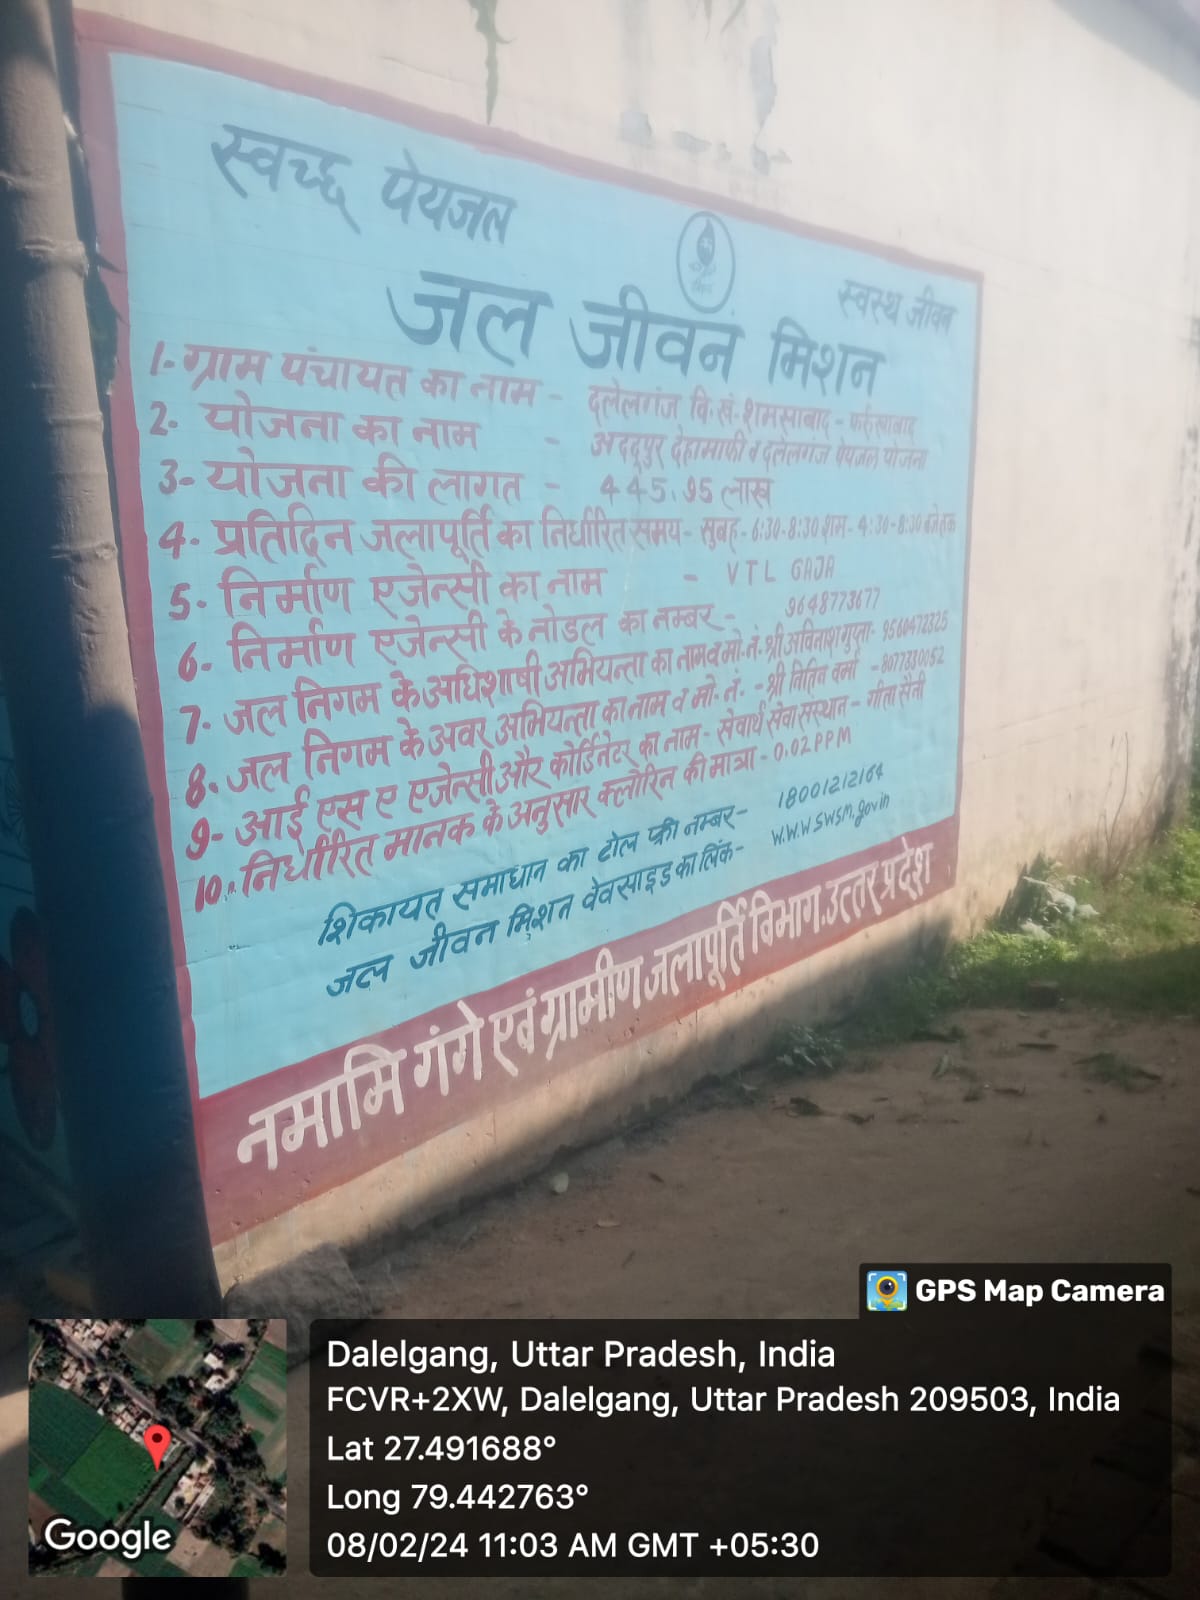 स्वच्छ पेयजल
स्वस्थ जीवन
जल जीवन मिशन
1- ग्राम पंचायत का नाम - दलेलगंज वि.खं. शमसाबाद - फर्रुखाबाद
2. योजना का नाम - अददूपुर देहामाफी व दलेलगंज पेयजल योजना
3- योजना की लागत - 445.95 लाख
4- प्रतिदिन जलापूर्ति का निर्धारित समय- सुबह- 6:30-8:30 शाम- 4:30-8:30 बजे तक
5- निर्माण एजेन्सी का नाम - VTL GAJA
6- निर्माण एजेन्सी के नोडल का नम्बर- 9648773677
7- जल निगम के अधिशाषी अभियन्ता का नाम व मो.नं. श्री अविनाश गुप्ता- 9560472325
8. जल निगम के अवर अभियन्ता का नाम व मो. नं. - श्री नितिन वर्मा - 8077330052
9- आई एस ए एजेन्सी और कोर्डिनेटर का नाम- सेवार्थ सेवा संस्थान - गीता सैनी
10. निर्धारित मानक के अनुसार क्लोरिन की मात्रा - 0.02 PPM
शिकायत समाधान का टोल फ्री नम्बर- 18001212164
जल जीवन मिशन वेवसाइड का लिंक- w.w.w swsm.gov.in
नमामि गंगे एवं ग्रामीण जलापूर्ति विभाग. उत्तर प्रदेश
GPS Map Camera
Dalelgang, Uttar Pradesh, India
FCVR+2XW, Dalelgang, Uttar Pradesh 209503, India
Lat 27.491688°
Long 79.442763°
08/02/24 11:03 AM GMT +05:30
Google